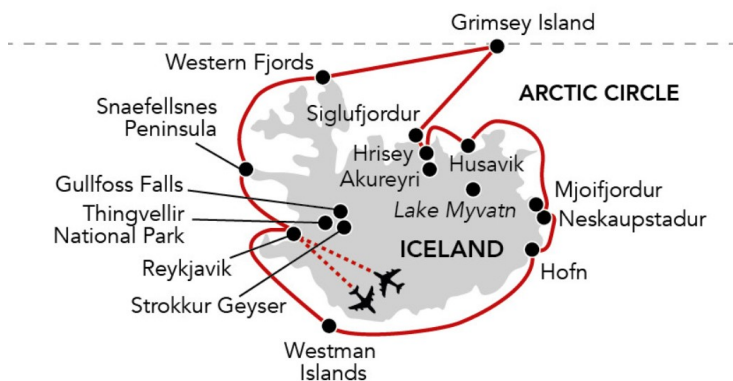 Grimsey Island
Western Fjords
ARCTIC CIRCLE
Siglufjordur
Snaefellsnes
Peninsula
Hrisey
Husavik
Akureyri
Gullfoss Falls
Mjoifjordur
Lake Myvatn
Thingvellir
National Park
Neskaupstadur
ICELAND
Reykjavik
Hofn
Strokkur Geyser
Westman
Islands